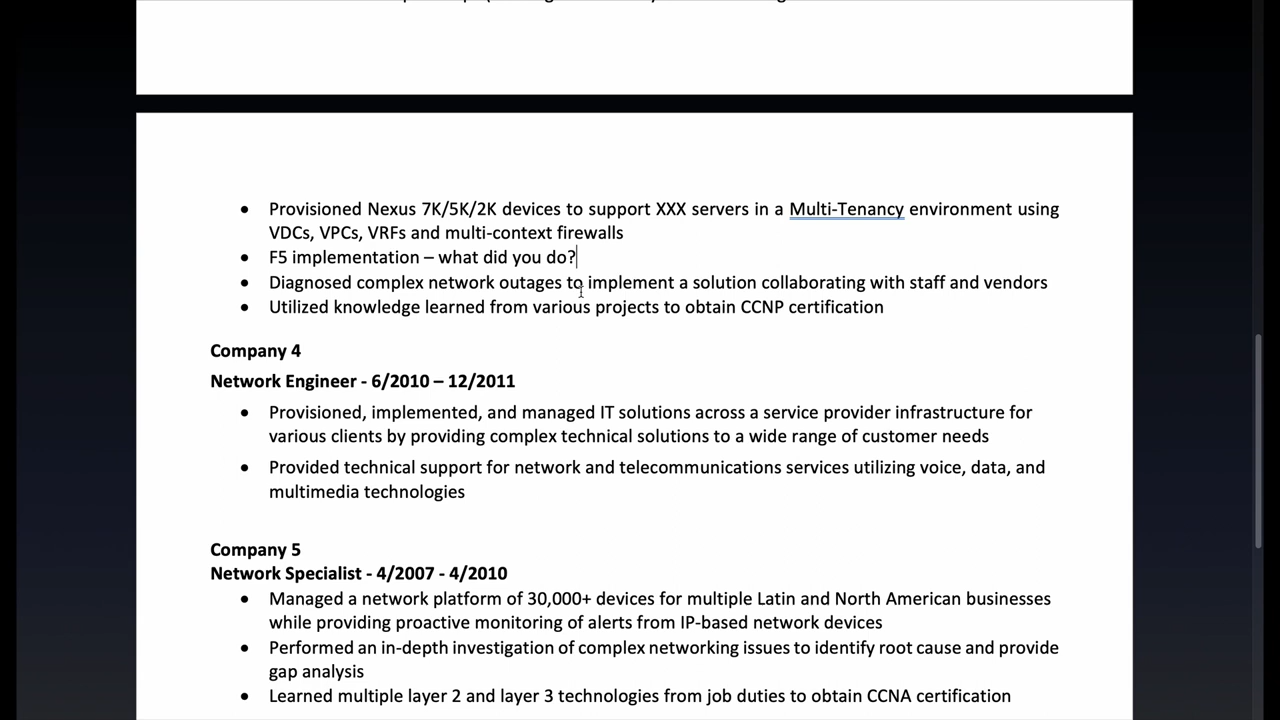 • Provisioned Nexus 7K/5K/2K devices to support XXX servers in a Multi-Tenancy environment using
VDCs, VPCs, VRFs and multi-context firewalls
• F5 implementation – what did you do?
• Diagnosed complex network outages to implement a solution collaborating with staff and vendors
• Utilized knowledge learned from various projects to obtain CCNP certification
Company 4
Network Engineer - 6/2010 – 12/2011
• Provisioned, implemented, and managed IT solutions across a service provider infrastructure for
various clients by providing complex technical solutions to a wide range of customer needs
• Provided technical support for network and telecommunications services utilizing voice, data, and
multimedia technologies
Company 5
Network Specialist - 4/2007 - 4/2010
• Managed a network platform of 30,000+ devices for multiple Latin and North American businesses
while providing proactive monitoring of alerts from IP-based network devices
• Performed an in-depth investigation of complex networking issues to identify root cause and provide
gap analysis
• Learned multiple layer 2 and layer 3 technologies from job duties to obtain CCNA certification